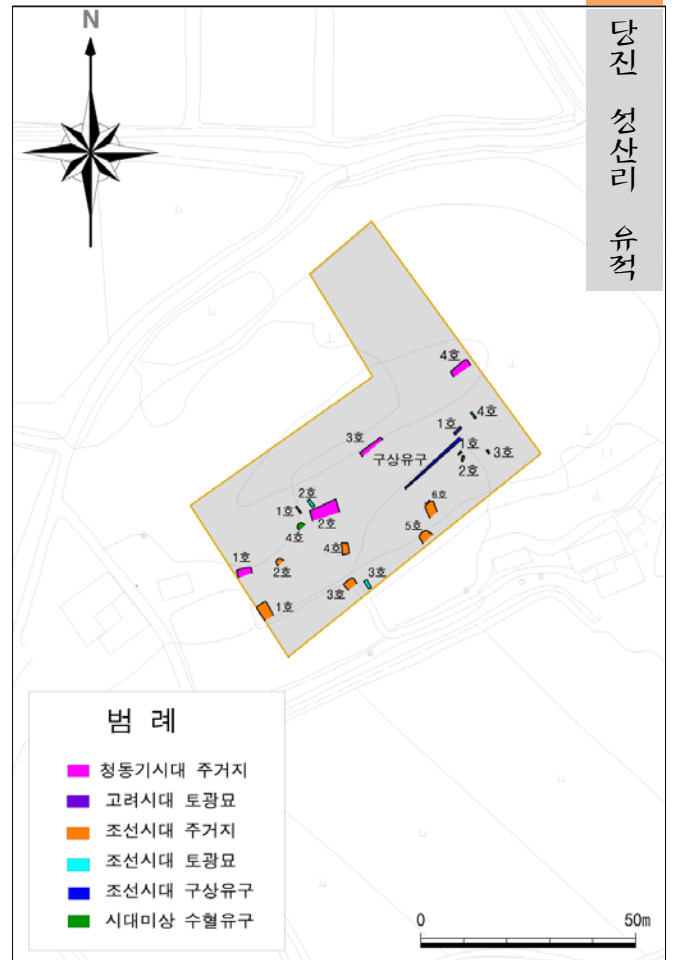 N
당진 성산리 유적
4호
4호
1호
1호
3호
3호
구상유구
2호
2호
6호
1호
2호
4호
5호
1호
4호
2호
3호
3호
1호
범 례
청동기시대 주거지
고려시대 토광묘
조선시대 주거지
조선시대 토광묘
조선시대 구상유구
시대미상 수혈유구
0 50m